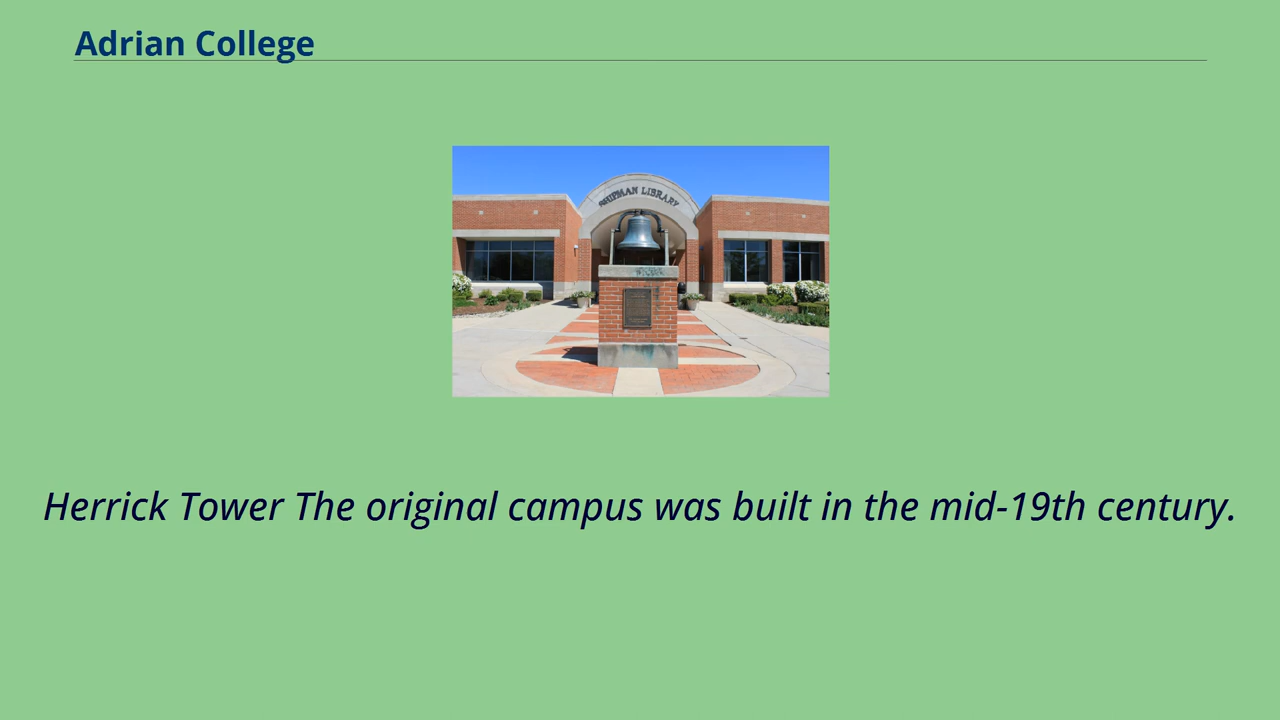 Adrian College
SHIPMAN LIBRARY
Herrick Tower The original campus was built in the mid-19th century.